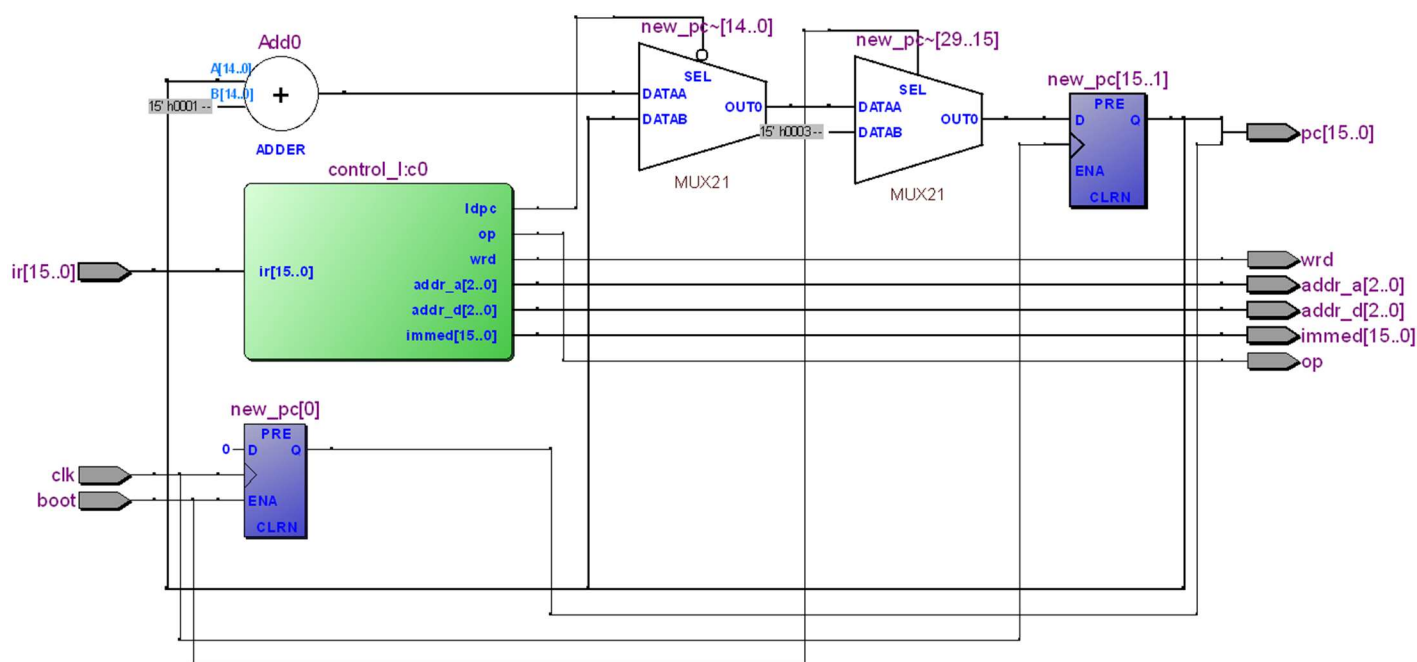 new_pc~[14..0]
new_pc~[29..15]
Add0
A[14..0]
B[14..0]
15' h0001 --
+
ADDER
SEL
DATAA
DATAB
OUT0
MUX21
15' h0003 --
SEL
DATAA
DATAB
OUT0
MUX21
new_pc[15..1]
PRE
D
Q
ENA
CLRN
pc[15..0]
control_l:c0
ir[15..0]
ir[15..0]
ldpc
op
wrd
addr_a[2..0]
addr_d[2..0]
immed[15..0]
wrd
addr_a[2..0]
addr_d[2..0]
immed[15..0]
op
new_pc[0]
0
PRE
D
Q
ENA
CLRN
clk
boot